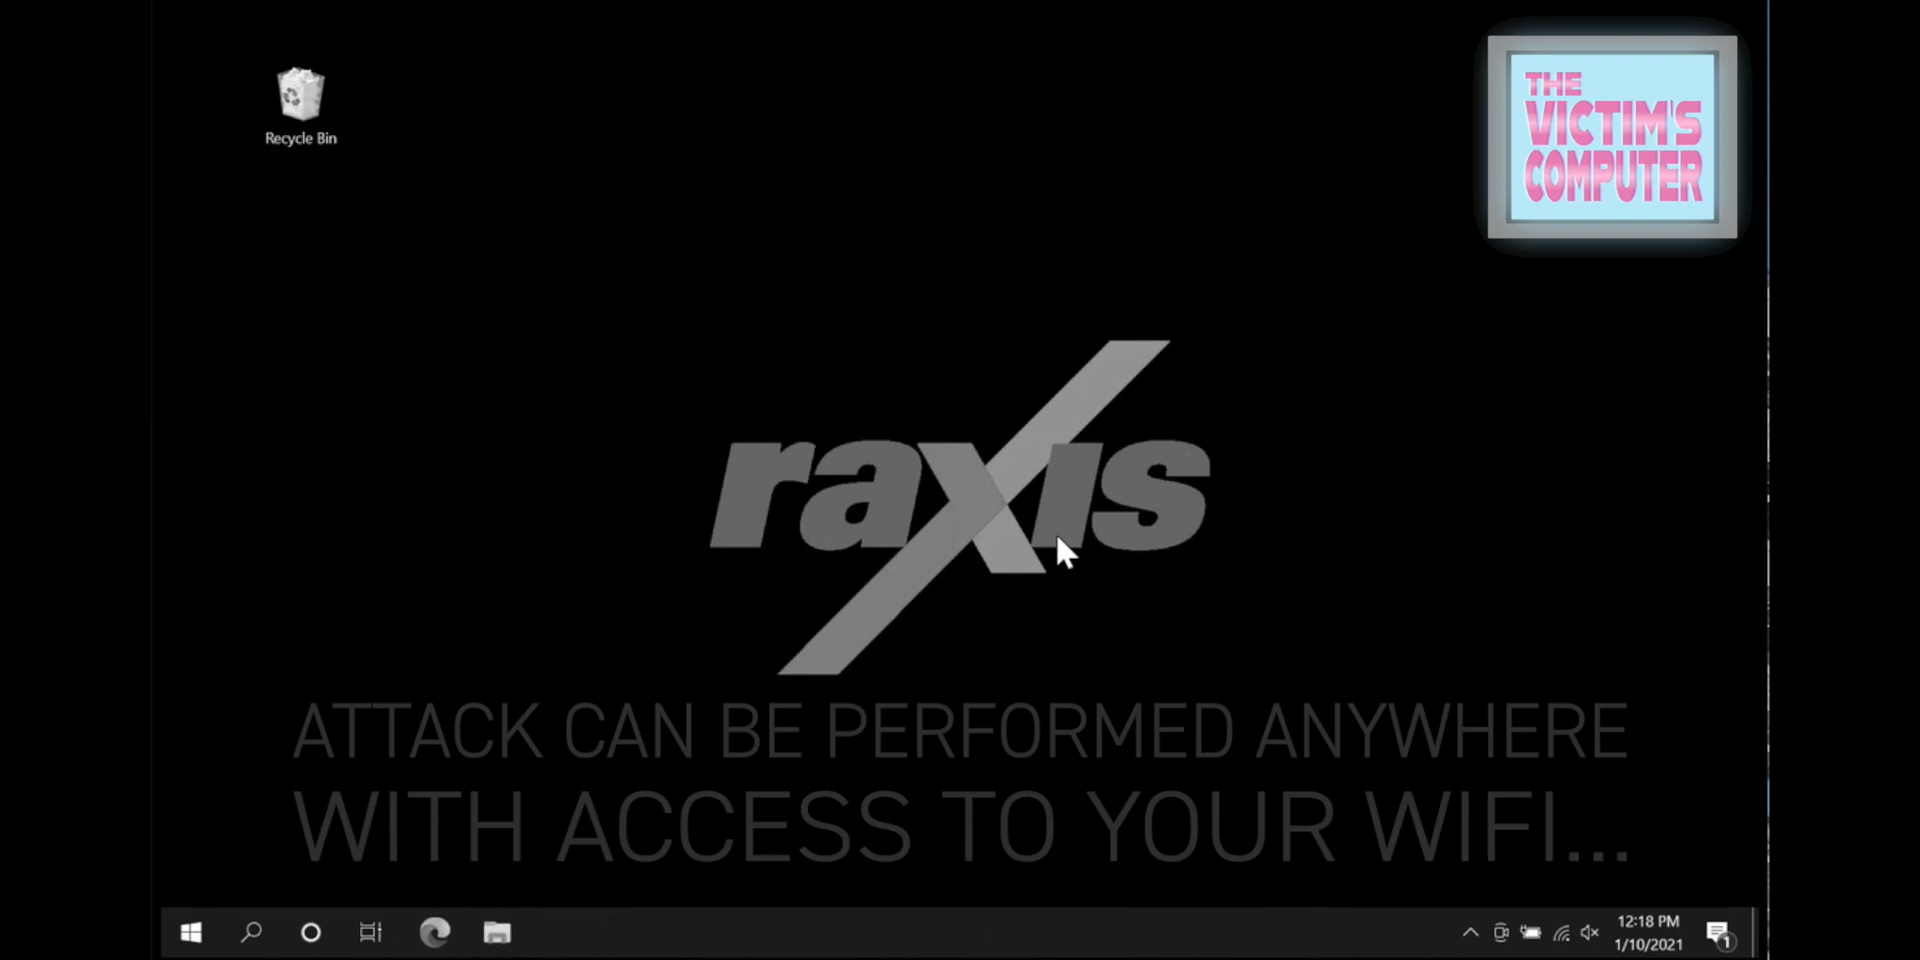 Recycle Bin
THE
VICTIM'S
COMPUTER
raxis
ATTACK CAN BE PERFORMED ANYWHERE
WITH ACCESS TO YOUR WIFI...
12:18 PM
1/10/2021
1